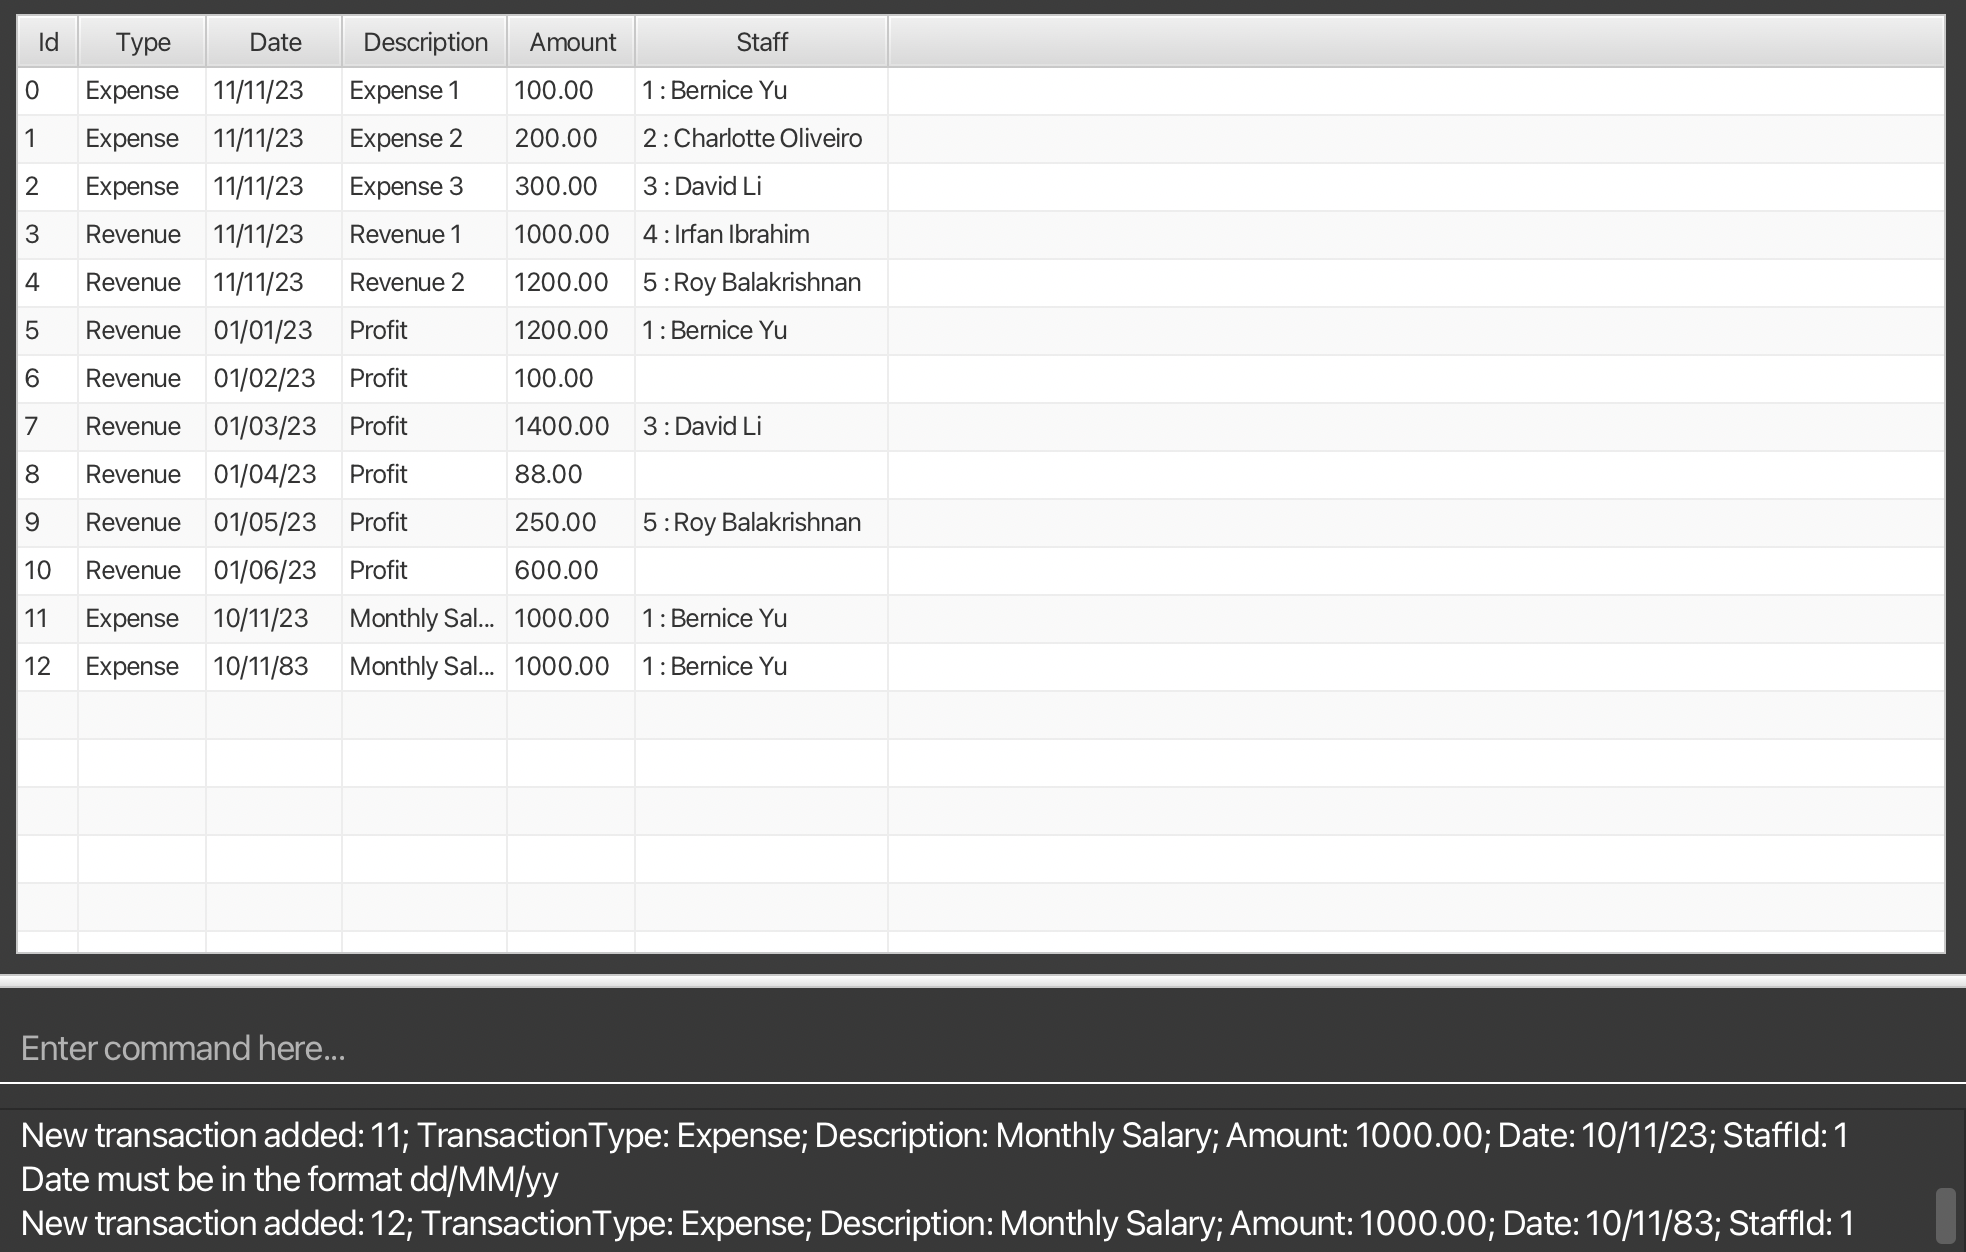 Id Type Date Description Amount Staff
0 Expense 11/11/23 Expense 1 100.00 1 : Bernice Yu
1 Expense 11/11/23 Expense 2 200.00 2 : Charlotte Oliveiro
2 Expense 11/11/23 Expense 3 300.00 3 : David Li
3 Revenue 11/11/23 Revenue 1 1000.00 4 : Irfan Ibrahim
4 Revenue 11/11/23 Revenue 2 1200.00 5 : Roy Balakrishnan
5 Revenue 01/01/23 Profit 1200.00 1 : Bernice Yu
6 Revenue 01/02/23 Profit 100.00
7 Revenue 01/03/23 Profit 1400.00 3 : David Li
8 Revenue 01/04/23 Profit 88.00
9 Revenue 01/05/23 Profit 250.00 5 : Roy Balakrishnan
10 Revenue 01/06/23 Profit 600.00
11 Expense 10/11/23 Monthly Sal... 1000.00 1 : Bernice Yu
12 Expense 10/11/83 Monthly Sal... 1000.00 1 : Bernice Yu
Enter command here...
New transaction added: 11; TransactionType: Expense; Description: Monthly Salary; Amount: 1000.00; Date: 10/11/23; StaffId: 1
Date must be in the format dd/MM/yy
New transaction added: 12; TransactionType: Expense; Description: Monthly Salary; Amount: 1000.00; Date: 10/11/83; StaffId: 1